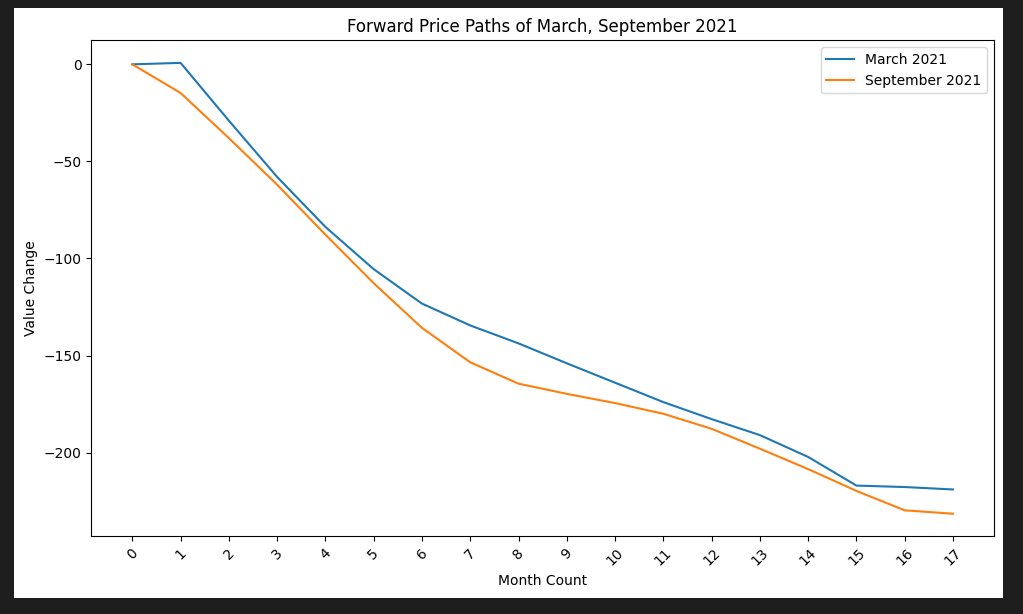 Forward Price Paths of March, September 2021
March 2021
September 2021
Value Change
0
−50
−100
−150
−200
0 1 2 3 4 5 6 7 8 9 10 11 12 13 14 15 16 17
Month Count